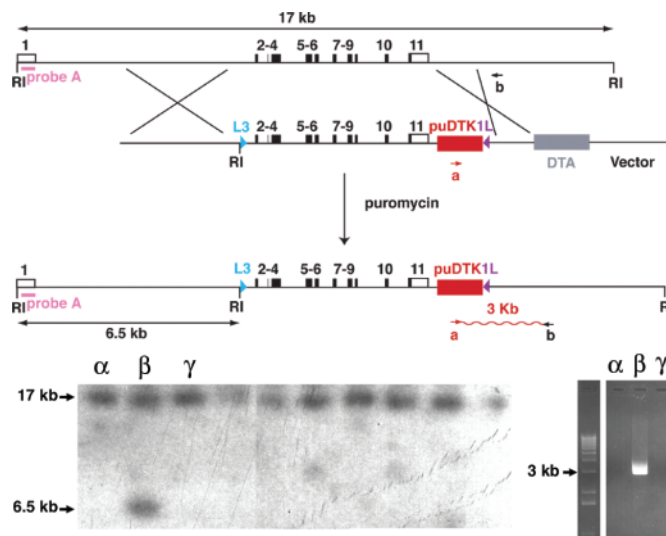 17 kb
1 2-4 5-6 7-9 10 11
RI probe A b RI
L3 2-4 5-6 7-9 10 11 puDTK1L
RI a DTA Vector
puromycin
1 L3 2-4 5-6 7-9 10 11 puDTK1L
RI probe A RI R
6.5 kb a 3 Kb b
α β γ α β γ
17 kb
3 kb
6.5 kb